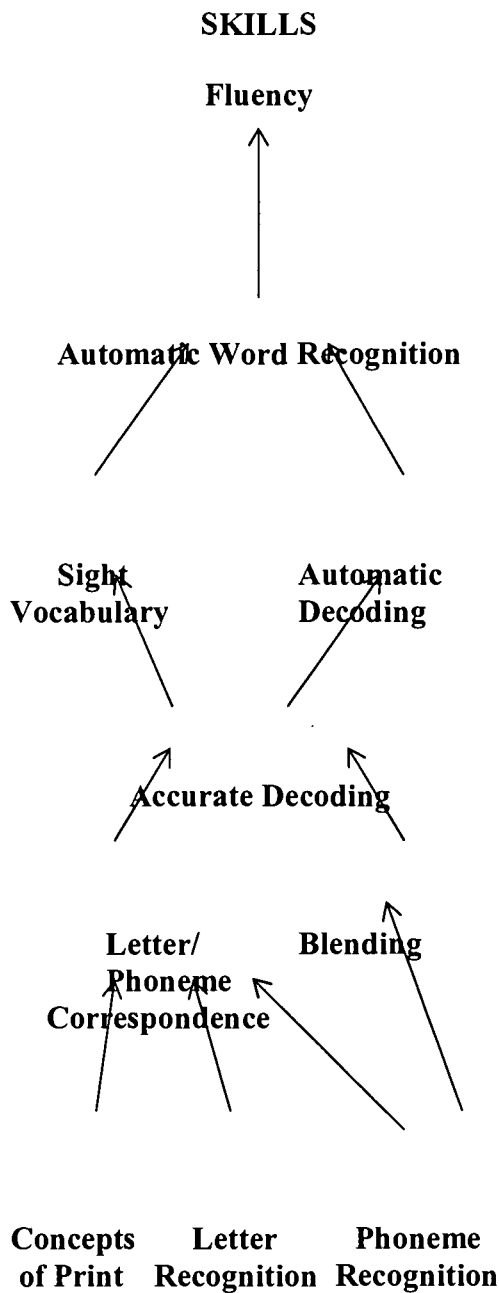 SKILLS
Fluency
Automatic Word Recognition
Sight
Vocabulary
Automatic
Decoding
Accurate Decoding
Letter/
Phoneme
Correspondence
Blending
Concepts
of Print
Letter
Recognition
Phoneme
Recognition